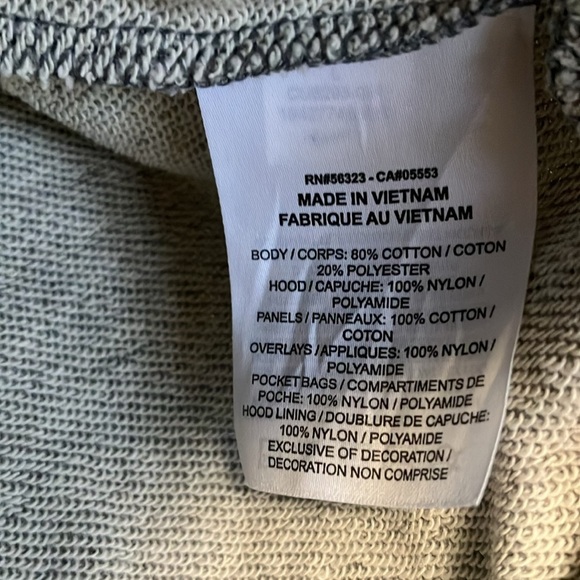 RN#56323 - CA#05553
MADE IN VIETNAM
FABRIQUE AU VIETNAM
BODY / CORPS: 80% COTTON / COTON
20% POLYESTER
HOOD / CAPUCHE: 100% NYLON /
POLYAMIDE
PANELS / PANNEAUX: 100% COTTON /
COTON
OVERLAYS / APPLIQUES: 100% NYLON /
POLYAMIDE
POCKET BAGS / COMPARTIMENTS DE
POCHE: 100% NYLON / POLYAMIDE
HOOD LINING / DOUBLURE DE CAPUCHE:
100% NYLON / POLYAMIDE
EXCLUSIVE OF DECORATION /
DECORATION NON COMPRISE